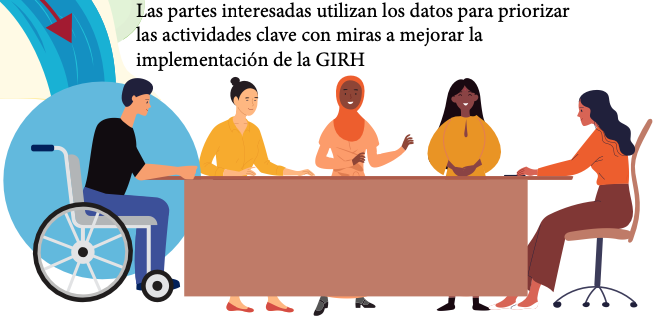 Las partes interesadas utilizan los datos para priorizar
las actividades clave con miras a mejorar la
implementación de la GIRH